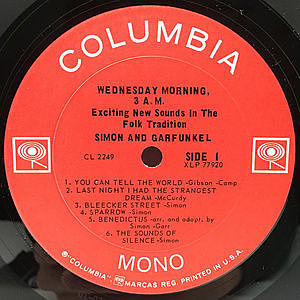 COLUMBIA
WEDNESDAY MORNING,
3 A.M.
Exciting New Sounds In The
Folk Tradition
SIMON AND GARFUNKEL
CL 2249
SIDE 1
XLP 77920
1. YOU CAN TELL THE WORLD -Gibson -Camp
2. LAST NIGHT I HAD THE STRANGEST
DREAM -McCurdy
3. BLEECKER STREET -Simon
4. SPARROW -Simon
5. BENEDICTUS -arr. and adapt. by
Simon - Garr
6. THE SOUNDS OF
SILENCE -Simon
MONO
®"COLUMBIA", MARCAS REG. PRINTED IN U.S.A.